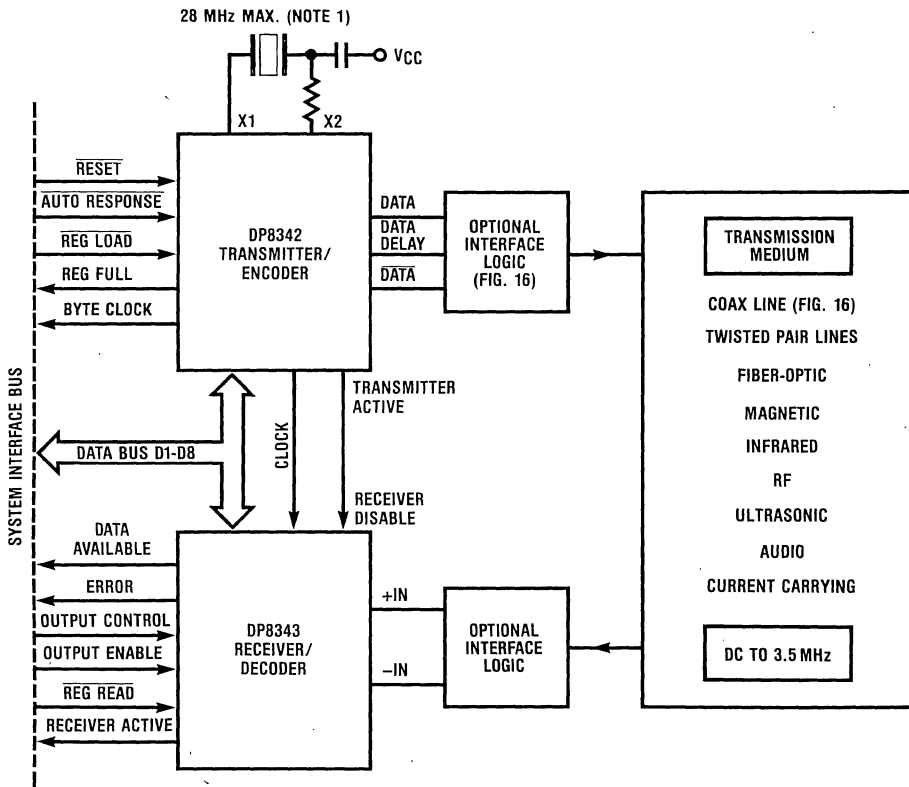 28 MHz MAX. (NOTE 1)
VCC
X1
X2
RESET
AUTO RESPONSE
REG LOAD
REG FULL
BYTE CLOCK
DP8342
TRANSMITTER/
ENCODER
DATA
DATA
DELAY
DATA
OPTIONAL
INTERFACE
LOGIC
(FIG. 16)
TRANSMISSION
MEDIUM
COAX LINE (FIG. 16)
TWISTED PAIR LINES
FIBER-OPTIC
MAGNETIC
INFRARED
RF
ULTRASONIC
AUDIO
CURRENT CARRYING
DC TO 3.5 MHz
SYSTEM INTERFACE BUS
DATA BUS D1-D8
CLOCK
TRANSMITTER
ACTIVE
RECEIVER
DISABLE
DATA
AVAILABLE
ERROR
OUTPUT CONTROL
OUTPUT ENABLE
REG READ
RECEIVER ACTIVE
DP8343
RECEIVER/
DECODER
+IN
−IN
OPTIONAL
INTERFACE
LOGIC